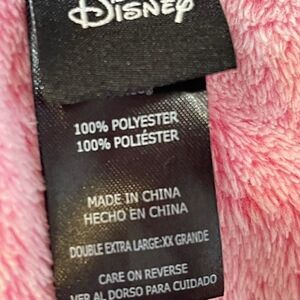 Disney
100% POLYESTER
100% POLIÉSTER
MADE IN CHINA
HECHO EN CHINA
DOUBLE EXTRA LARGE:XX GRANDE
CARE ON REVERSE
VER AL DORSO PARA CUIDADO